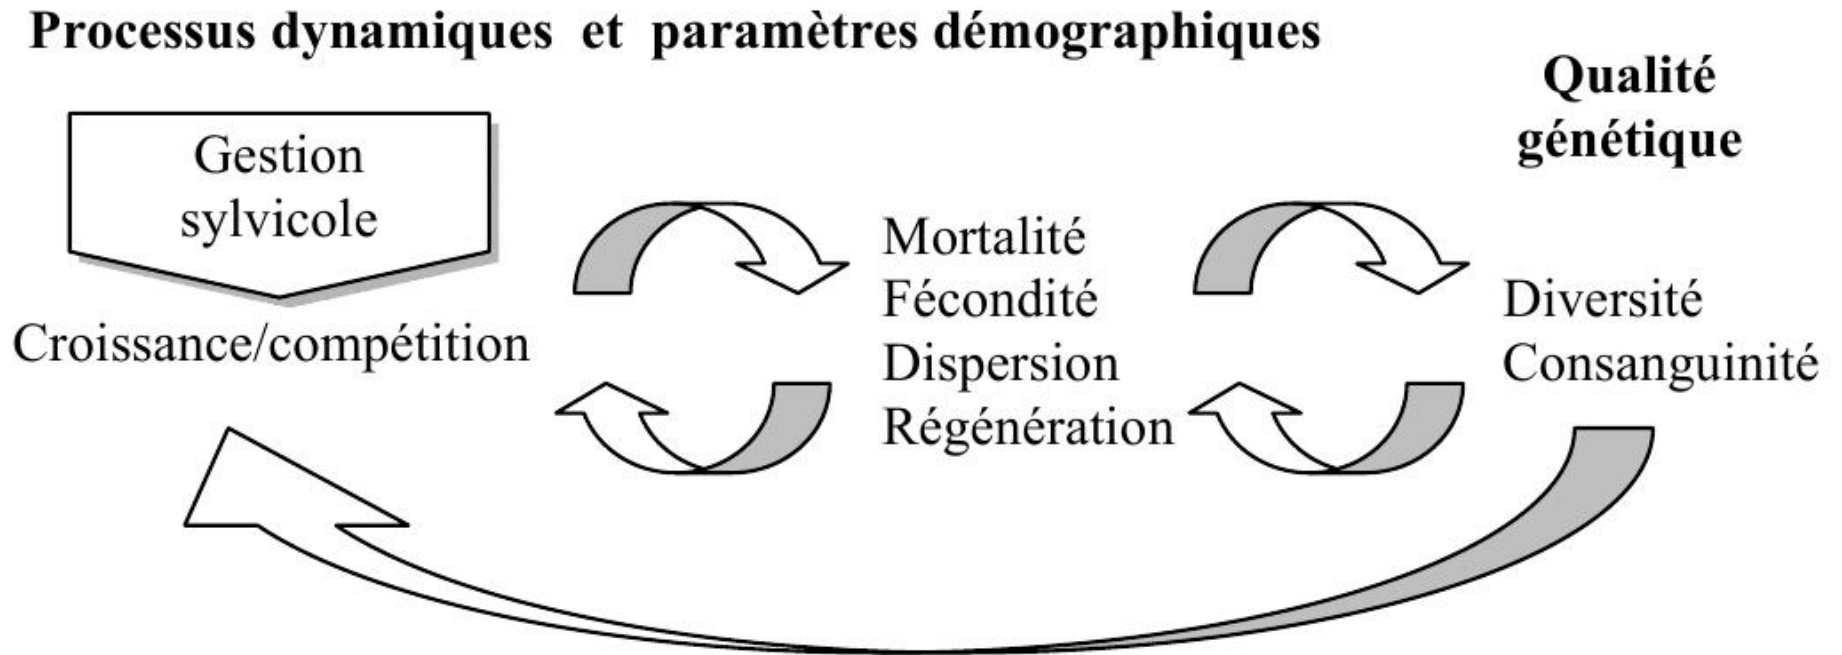 Processus dynamiques et paramètres démographiques
Qualité
génétique
Gestion
sylvicole
Croissance/compétition
Mortalité
Fécondité
Dispersion
Régénération
Diversité
Consanguinité